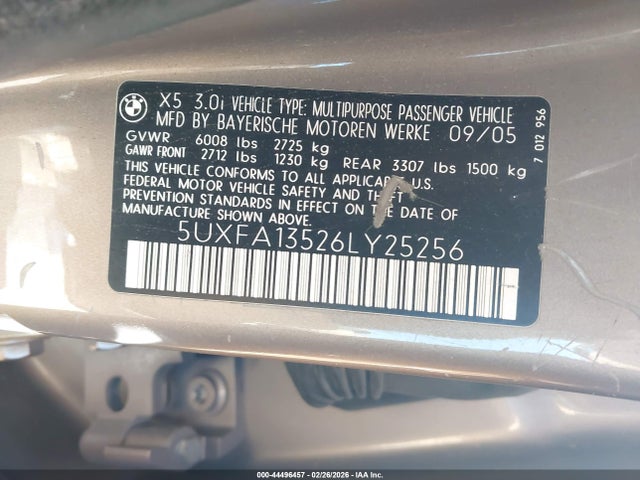 X5 3.0i VEHICLE TYPE: MULTIPURPOSE PASSENGER VEHICLE
MFD BY BAYERISCHE MOTOREN WERKE 09/05
GVWR 6008 lbs 2725 kg
GAWR FRONT 2712 lbs 1230 kg REAR 3307 lbs 1500 kg
THIS VEHICLE CONFORMS TO ALL APPLICABLE U.S.
FEDERAL MOTOR VEHICLE SAFETY AND THEFT
PREVENTION STANDARDS IN EFFECT ON THE DATE OF
MANUFACTURE SHOWN ABOVE.
5UXFA13526LY25256
7 012 956
000-44496457 - 02/26/2026 - IAA Inc.